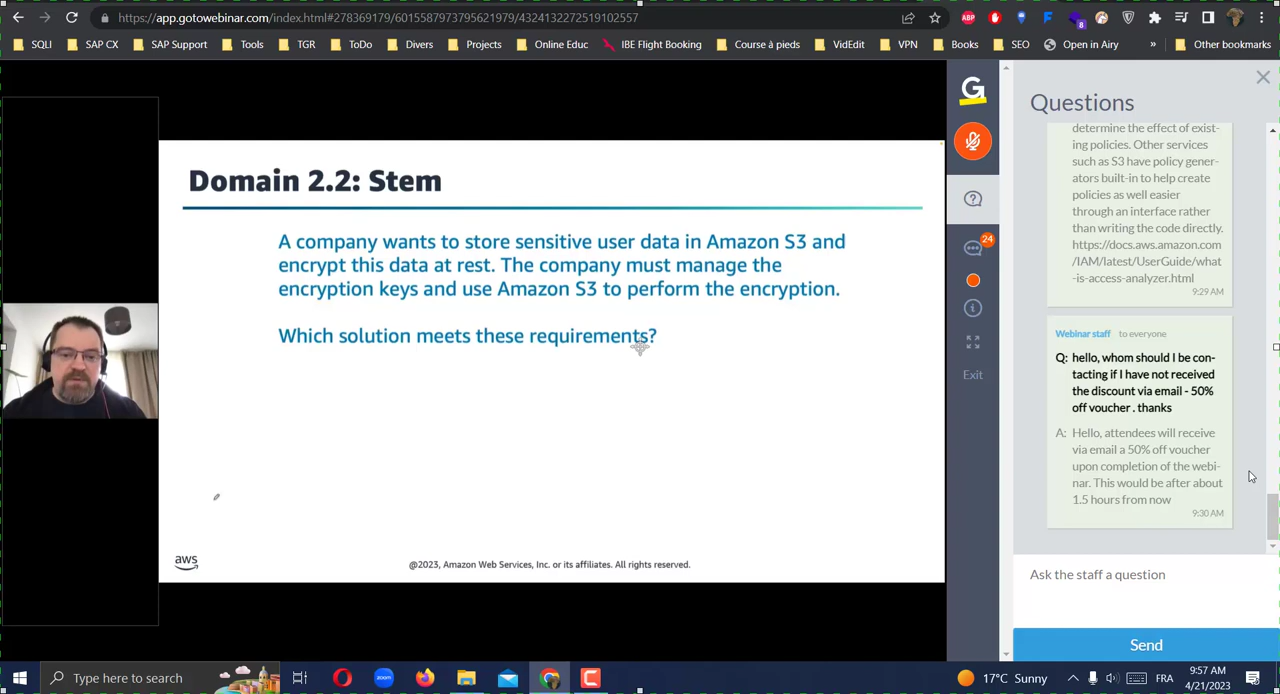 https://app.gotowebinar.com/index.html#278369179/6015587973795621979/4324132272519102557
ABP
8
SQLI
SAP CX
SAP Support
Tools
TGR
ToDo
Divers
Projects
Online Educ
IBE Flight Booking
Course à pieds
VidEdit
VPN
Books
SEO
Open in Airy
»
Other bookmarks
Domain 2.2: Stem
A company wants to store sensitive user data in Amazon S3 and
encrypt this data at rest. The company must manage the
encryption keys and use Amazon S3 to perform the encryption.
Which solution meets these requirements?
aws
@2023, Amazon Web Services, Inc. or its affiliates. All rights reserved.
G
24
Exit
Questions
determine the effect of exist-
ing policies. Other services
such as S3 have policy gener-
ators built-in to help create
policies as well easier
through an interface rather
than writing the code directly.
https://docs.aws.amazon.com
/IAM/latest/UserGuide/what
-is-access-analyzer.html
9:29 AM
Webinar staff to everyone
Q: hello, whom should I be con-
tacting if I have not received
the discount via email - 50%
off voucher . thanks
A: Hello, attendees will receive
via email a 50% off voucher
upon completion of the webi-
nar. This would be after about
1.5 hours from now
9:30 AM
Ask the staff a question
Send
Type here to search
zoom
17°C Sunny
FRA
9:57 AM
4/21/2023